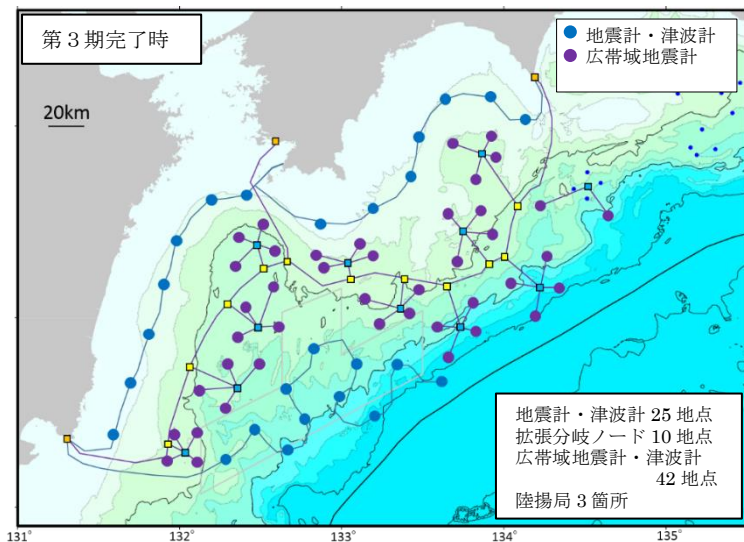 第３期完了時
地震計・津波計
広帯域地震計
20km
地震計・津波計 25 地点
拡張分岐ノード 10 地点
広帯域地震計・津波計
42 地点
陸揚局 3 箇所
131° 132° 133° 134° 135°